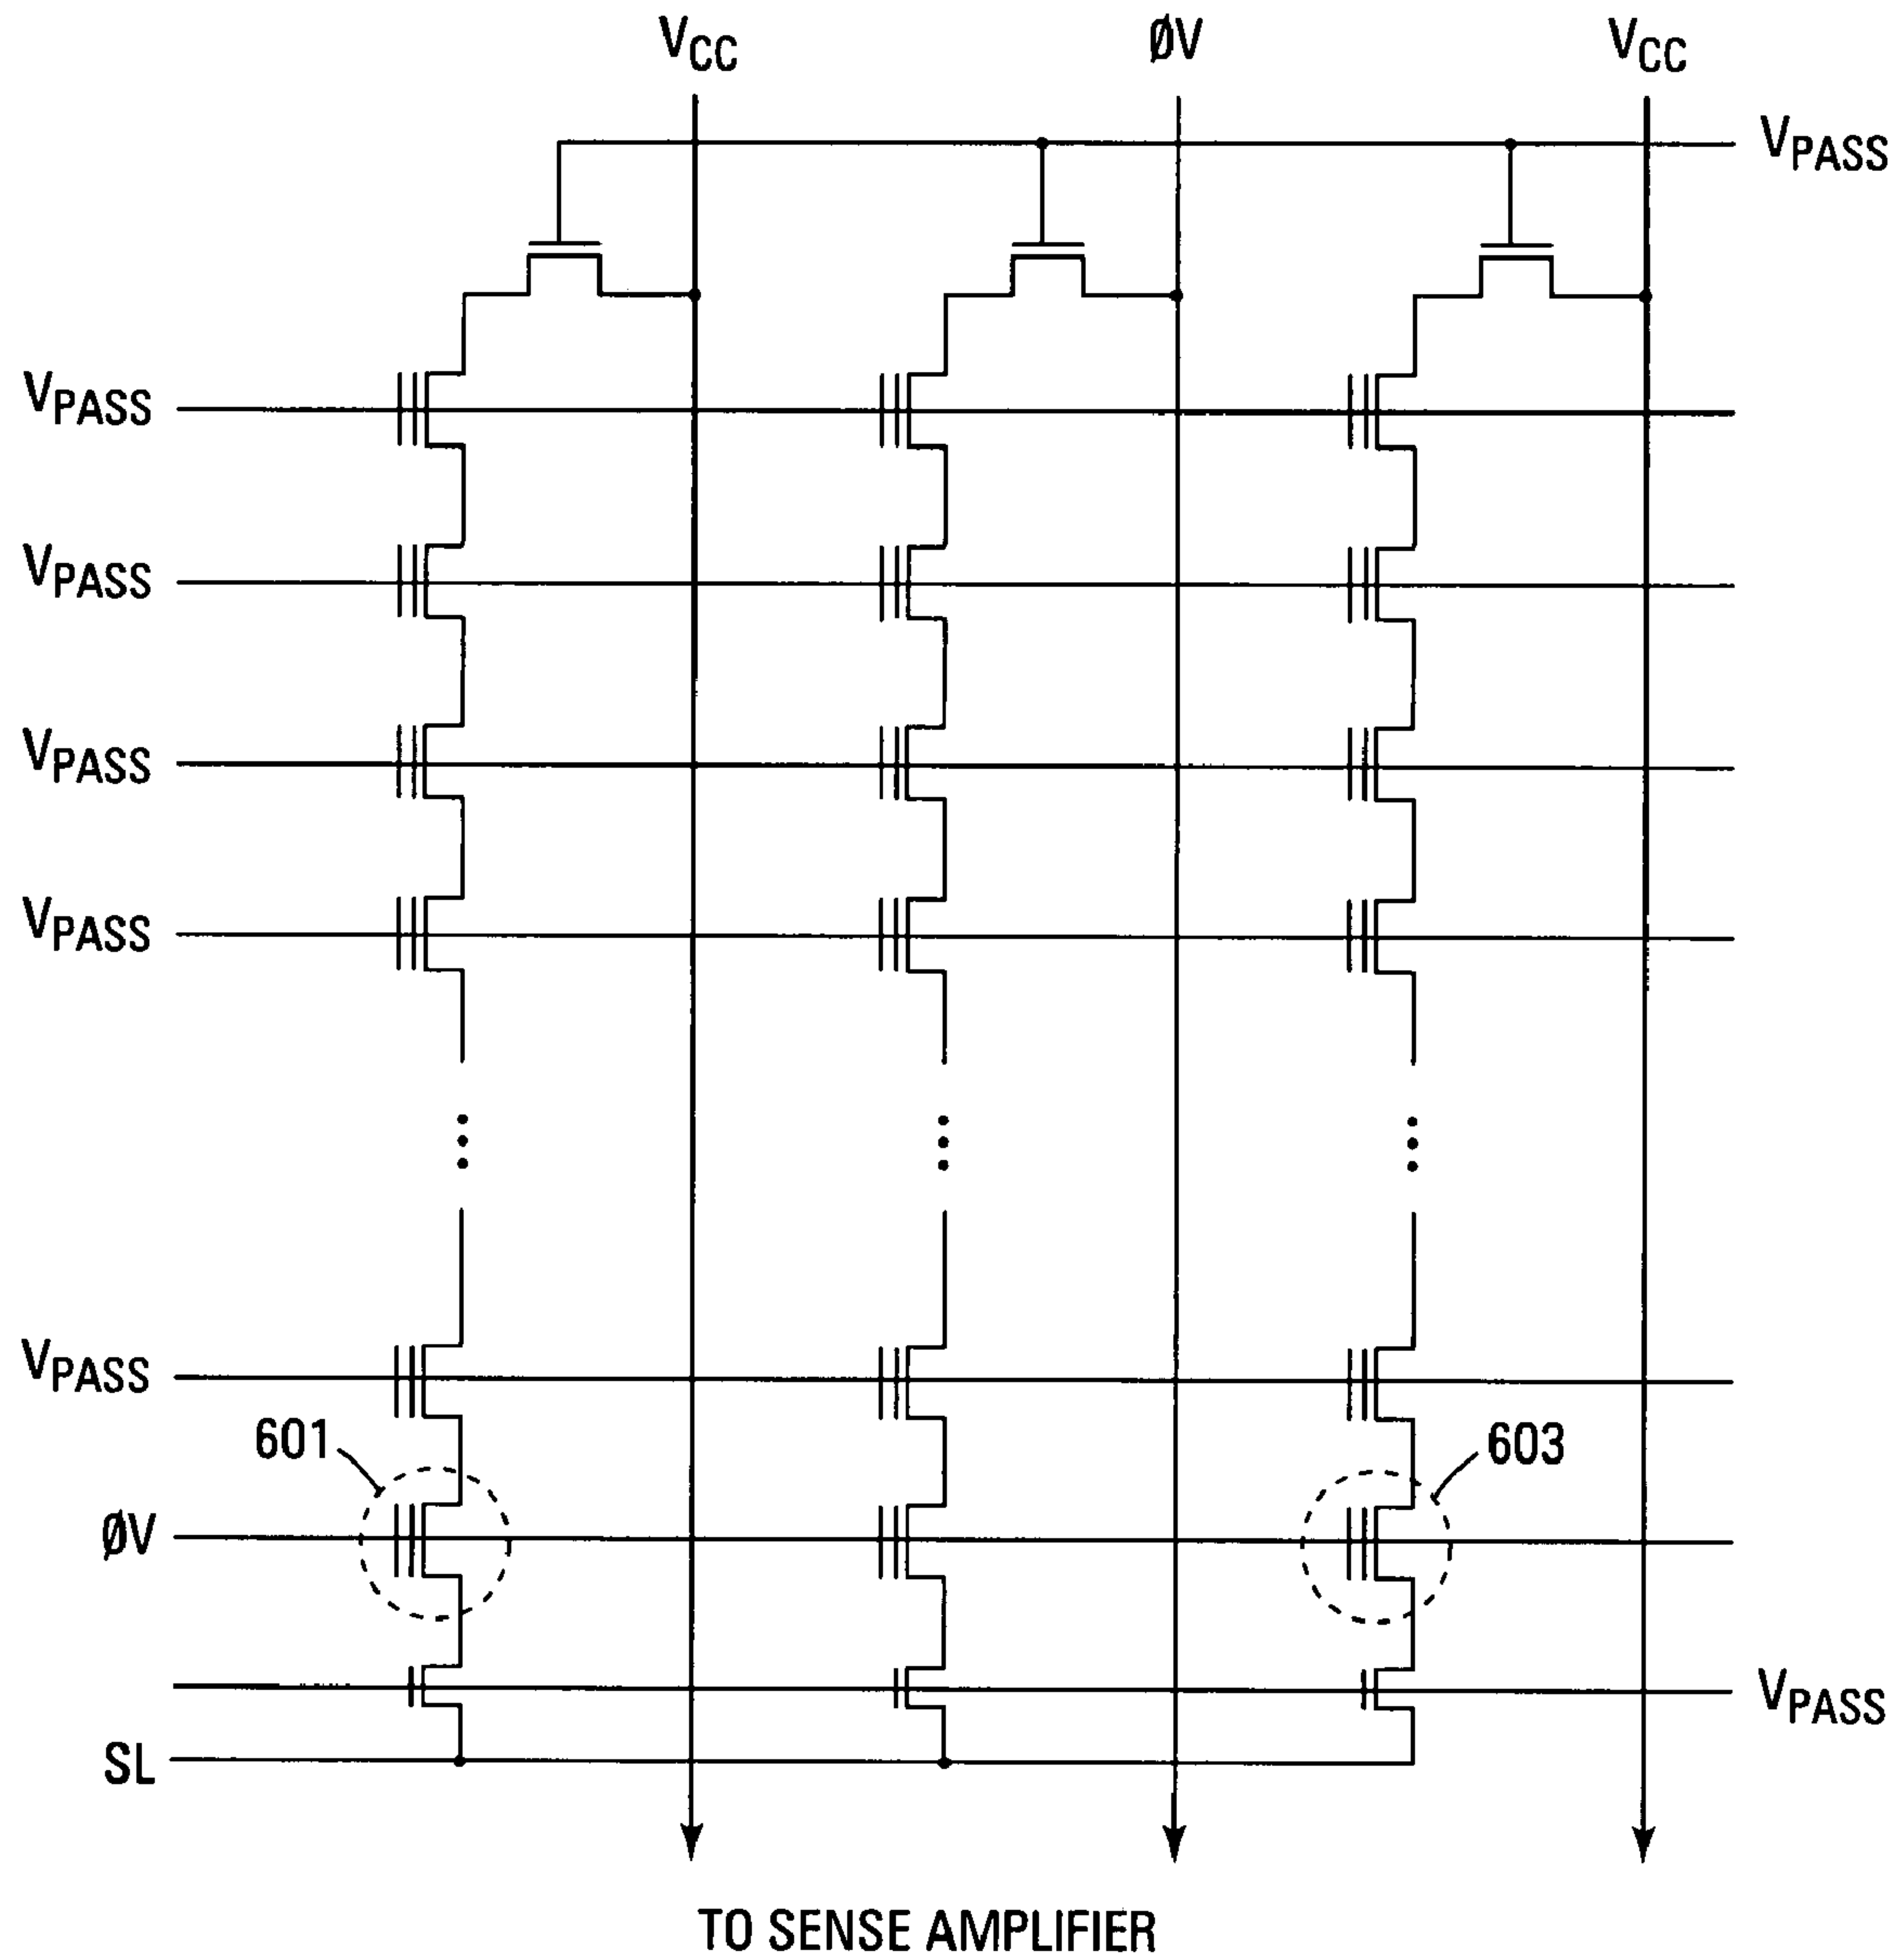 VCC ØV VCC
VPASS
VPASS
VPASS
VPASS
VPASS
VPASS
601
603
ØV
VPASS
SL
TO SENSE AMPLIFIER